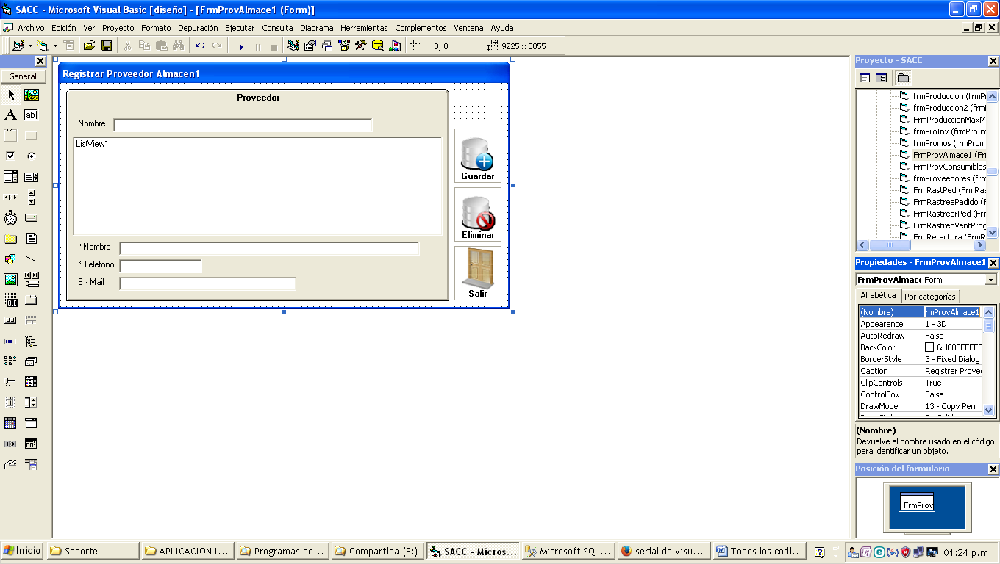 SACC - Microsoft Visual Basic [diseño] - [FrmProvAlmace1 (Form)]
Archivo Edición Ver Proyecto Formato Depuración Ejecutar Consulta Diagrama Herramientas Complementos Ventana Ayuda
0, 0 9225 x 5055
General
A
ab|
xy
OLE
Registrar Proveedor Almacen1
Proveedor
Nombre
ListView1
* Nombre
* Telefono
E - Mail
Guardar
Eliminar
Salir
Proyecto - SACC
frmProduccion (frmPr
frmProduccion2 (frml
FrmProduccionMaxM
frmProInv (frmProInv
frmPromos (frmProm
FrmProvAlmace1 (Fr
FrmProvConsumibles
frmProveedores (frm
FrmRastPed (FrmRas
FrmRastreaPadido (F
FrmRastrearPed (Frm
FrmRastreoVentProg
FrmRefactura (FrmR
Propiedades - FrmProvAlmace1
FrmProvAlmace Form
Alfabética Por categorías
(Nombre) rmProvAlmace1
Appearance 1 - 3D
AutoRedraw False
BackColor &H00FFFFFF
BorderStyle 3 - Fixed Dialog
Caption Registrar Provee
ClipControls True
ControlBox False
DrawMode 13 - Copy Pen
(Nombre)
Devuelve el nombre usado en el código
para identificar un objeto.
Posición del formulario
FrmProv
Inicio Soporte APLICACION I... Programas de... Compartida (E:) SACC - Micros... Microsoft SQL... serial de visu... Todos los codi... 01:24 p.m.